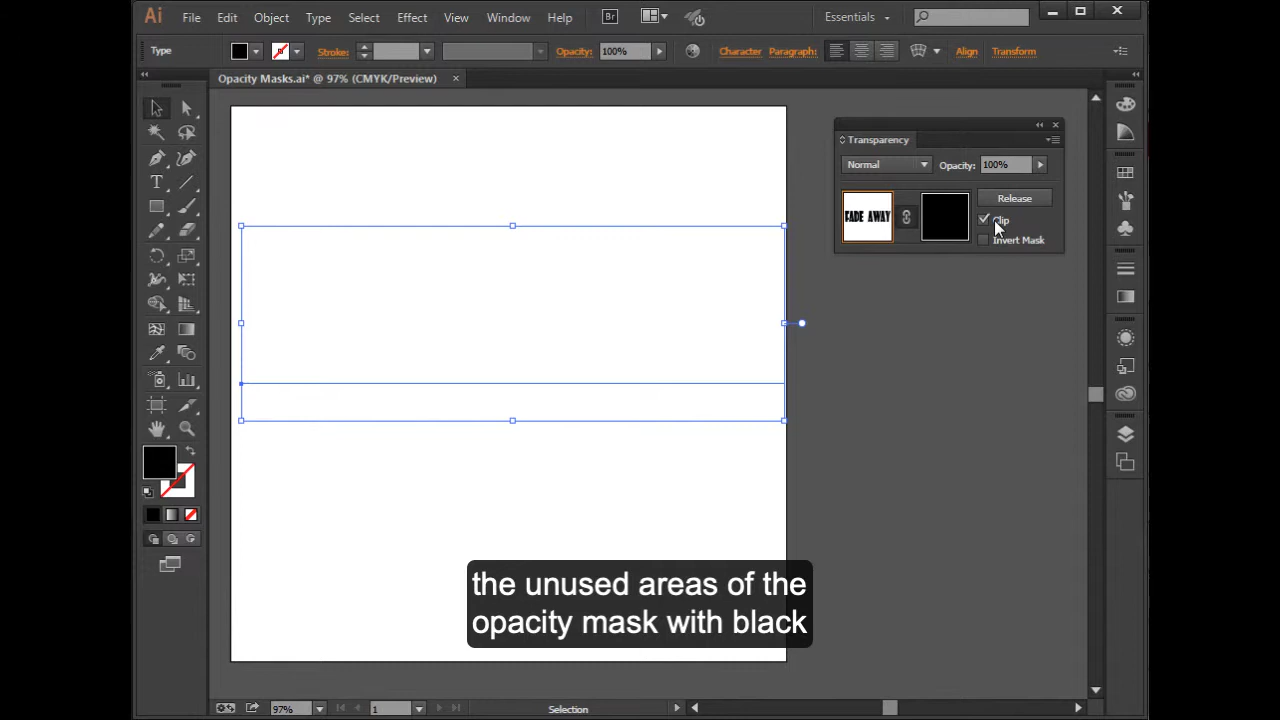 Ai File Edit Object Type Select Effect View Window Help Br Essentials
Type Stroke: Opacity: 100% Character Paragraph: Align Transform
Opacity Masks.ai* @ 97% (CMYK/Preview)
Transparency
Normal Opacity: 100%
FADE AWAY Release
Clip
Invert Mask
the unused areas of the
opacity mask with black
97% 1 Selection